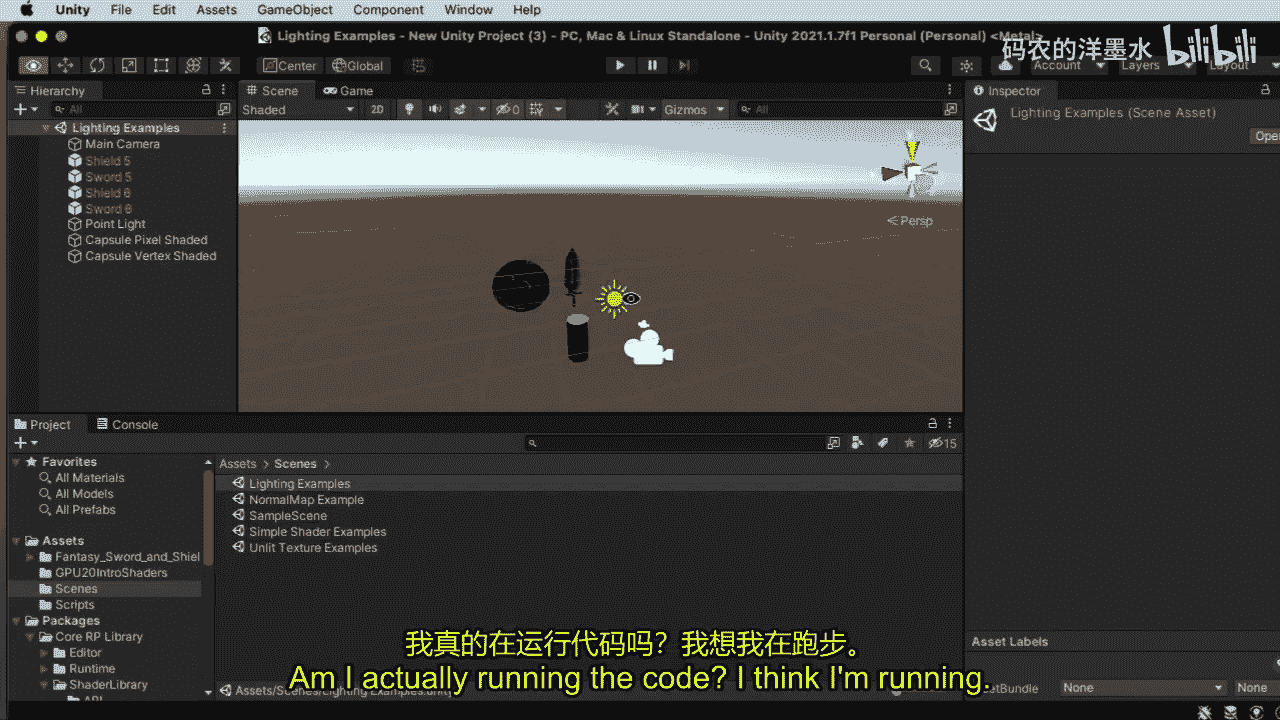 Unity File Edit Assets GameObject Component Window Help
Lighting Examples - New Unity Project (3) - PC, Mac & Linux Standalone - Unity 2021.1.7f1 Personal (Personal) <Metal>
码农的洋墨水 bilibili
Center Global Account Layers Layout
Hierarchy Scene Game Inspector
All Shaded 2D 0 Gizmos All
Lighting Examples (Scene Asset)
Open
Lighting Examples
Main Camera
Shield 5
Sword 5
Shield 6
Sword 6
Point Light
Capsule Pixel Shaded
Capsule Vertex Shaded
Persp
Project Console
15
Favorites
All Materials
All Models
All Prefabs
Assets
Fantasy_Sword_and_Shiel
GPU20IntroShaders
Scenes
Scripts
Packages
Core RP Library
Editor
Runtime
ShaderLibrary
API
Assets > Scenes >
Lighting Examples
NormalMap Example
SampleScene
Simple Shader Examples
Unlit Texture Examples
Asset Labels
None None
Assets/Scenes/Lighting Examples.unity
我真的在运行代码吗？我想我在跑步。
Am I actually running the code? I think I'm running.